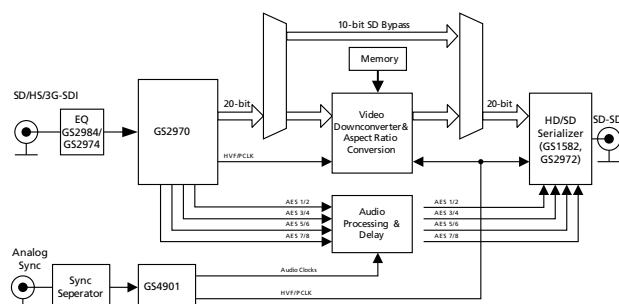 10-bit SD Bypass
Memory
SD/HS/3G-SDI
EQ
GS2984/
GS2974
GS2970
20-bit
Video
Downconverter&
Aspect Ratio
Conversion
20-bit
HD/SD
Serializer
(GS1582,
GS2972)
SD-SD
HVF/PCLK
AES 1/2
AES 3/4
AES 5/6
AES 7/8
Audio
Processing &
Delay
AES 1/2
AES 3/4
AES 5/6
AES 7/8
Analog
Sync
Sync
Seperator
GS4901
Audio Clocks
HVF/PCLK